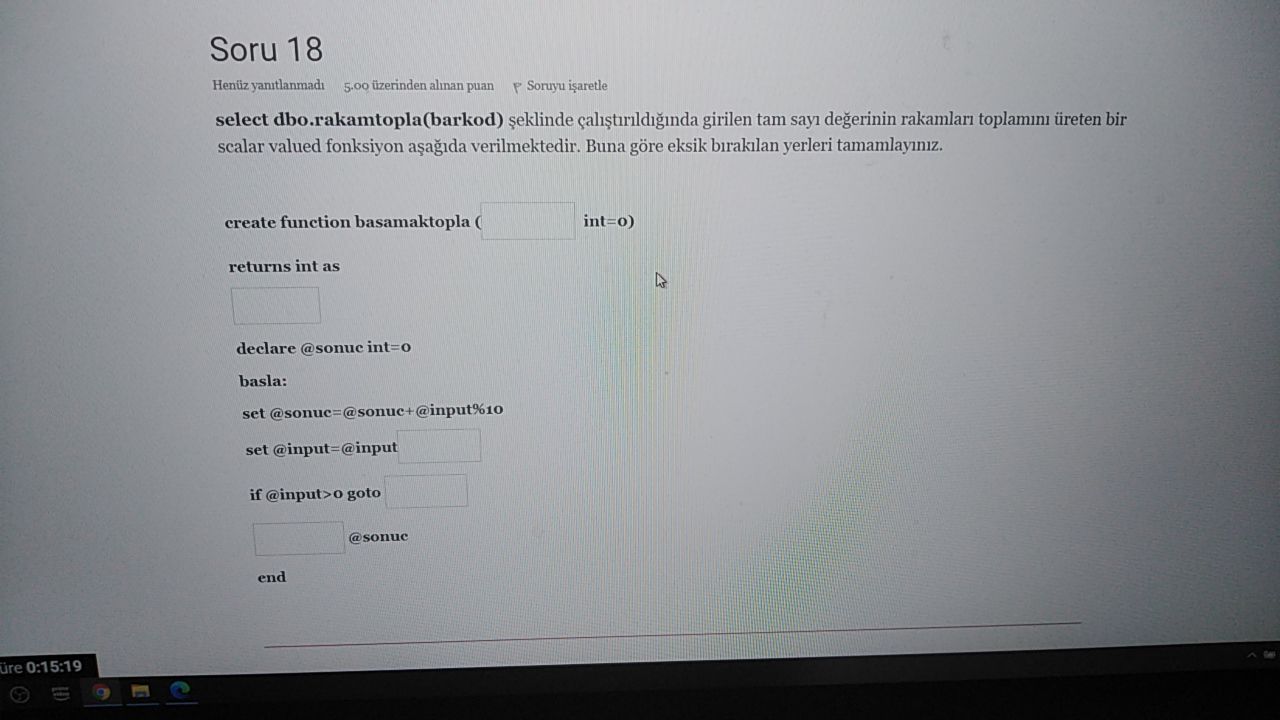 Soru 18
Henüz yanıtlanmadı 5.00 üzerinden alınan puan Soruyu işaretle
select dbo.rakamtopla(barkod) şeklinde çalıştırıldığında girilen tam sayı değerinin rakamları toplamını üreten bir
scalar valued fonksiyon aşağıda verilmektedir. Buna göre eksik bırakılan yerleri tamamlayınız.
create function basamaktopla ( int=0)
returns int as
declare @sonuc int=0
basla:
set @sonuc=@sonuc+@input%10
set @input=@input
if @input>0 goto
@sonuc
end
üre 0:15:19
prime video